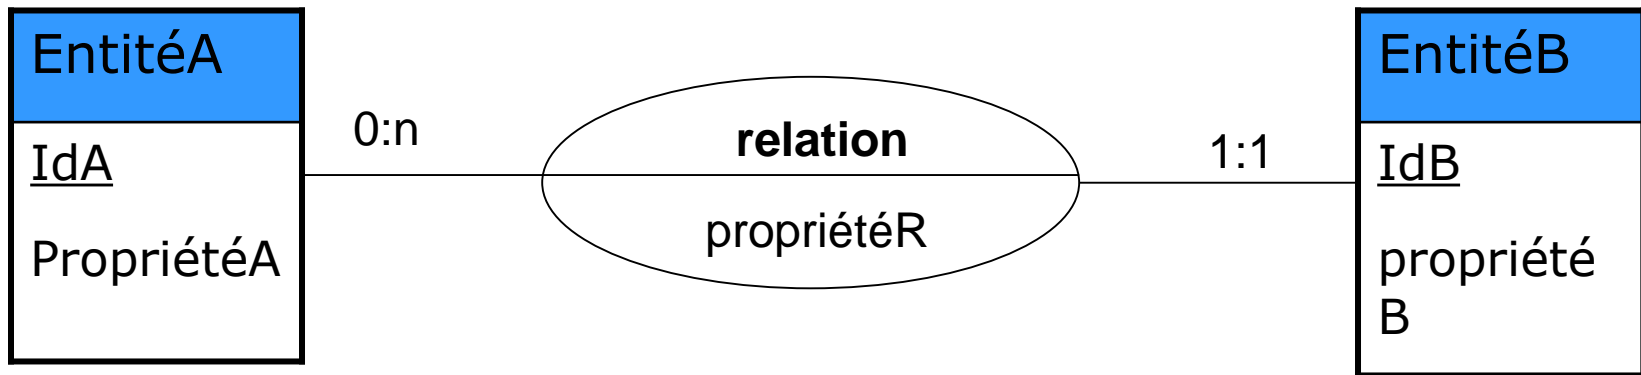 EntitéA
IdA
PropriétéA
0:n
relation
propriétéR
1:1
EntitéB
IdB
propriété
B